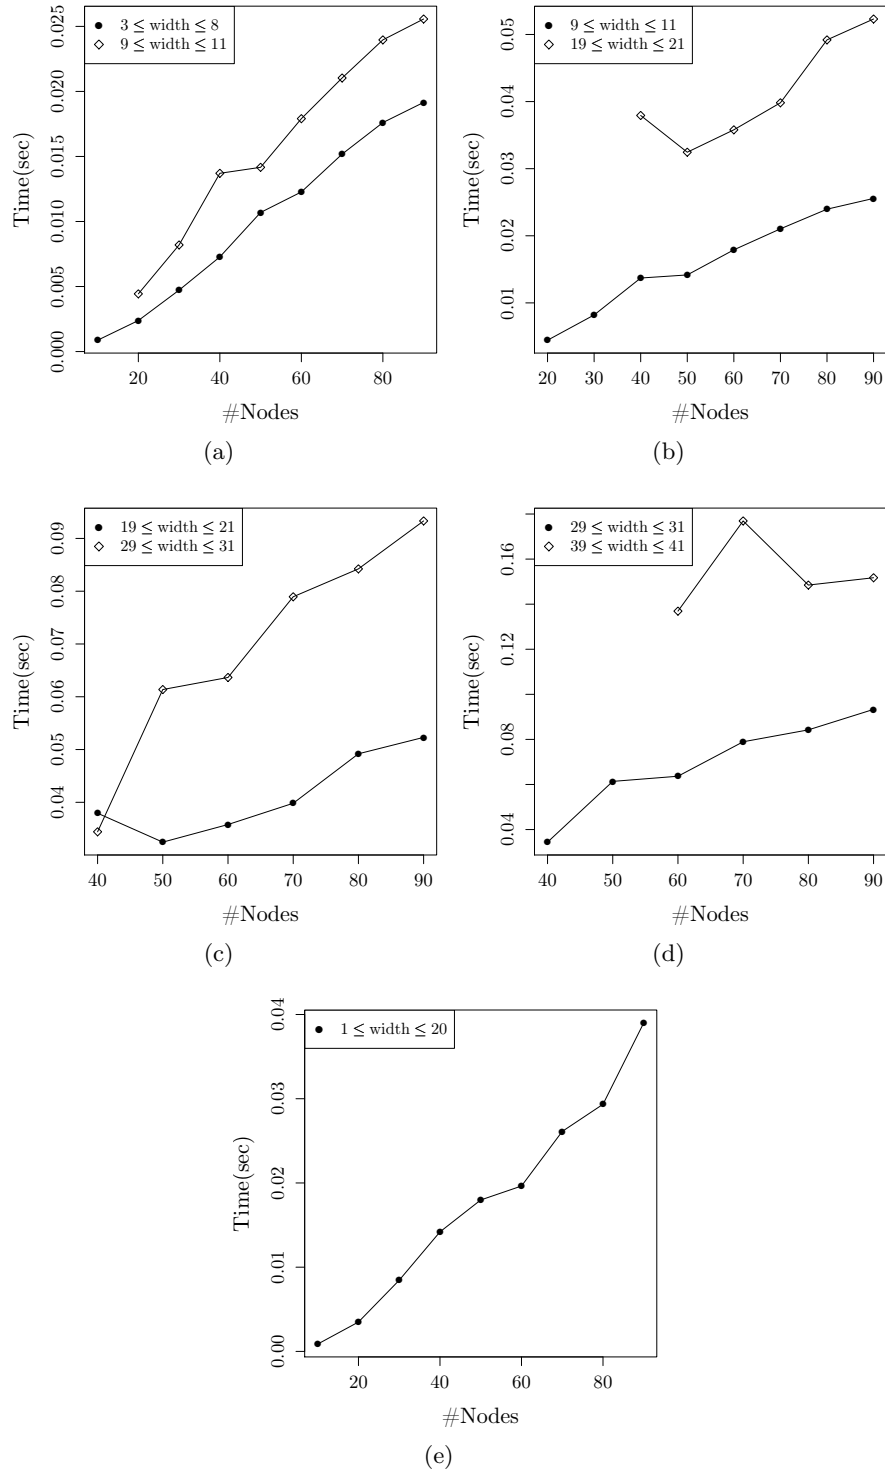 3 ≤ width ≤ 8
9 ≤ width ≤ 11
Time(sec)
0.000 0.005 0.010 0.015 0.020 0.025
20 40 60 80
#Nodes
(a)
9 ≤ width ≤ 11
19 ≤ width ≤ 21
Time(sec)
0.01 0.02 0.03 0.04 0.05
20 30 40 50 60 70 80 90
#Nodes
(b)
19 ≤ width ≤ 21
29 ≤ width ≤ 31
Time(sec)
0.04 0.05 0.06 0.07 0.08 0.09
40 50 60 70 80 90
#Nodes
(c)
29 ≤ width ≤ 31
39 ≤ width ≤ 41
Time(sec)
0.04 0.08 0.12 0.16
40 50 60 70 80 90
#Nodes
(d)
1 ≤ width ≤ 20
Time(sec)
0.00 0.01 0.02 0.03 0.04
20 40 60 80
#Nodes
(e)